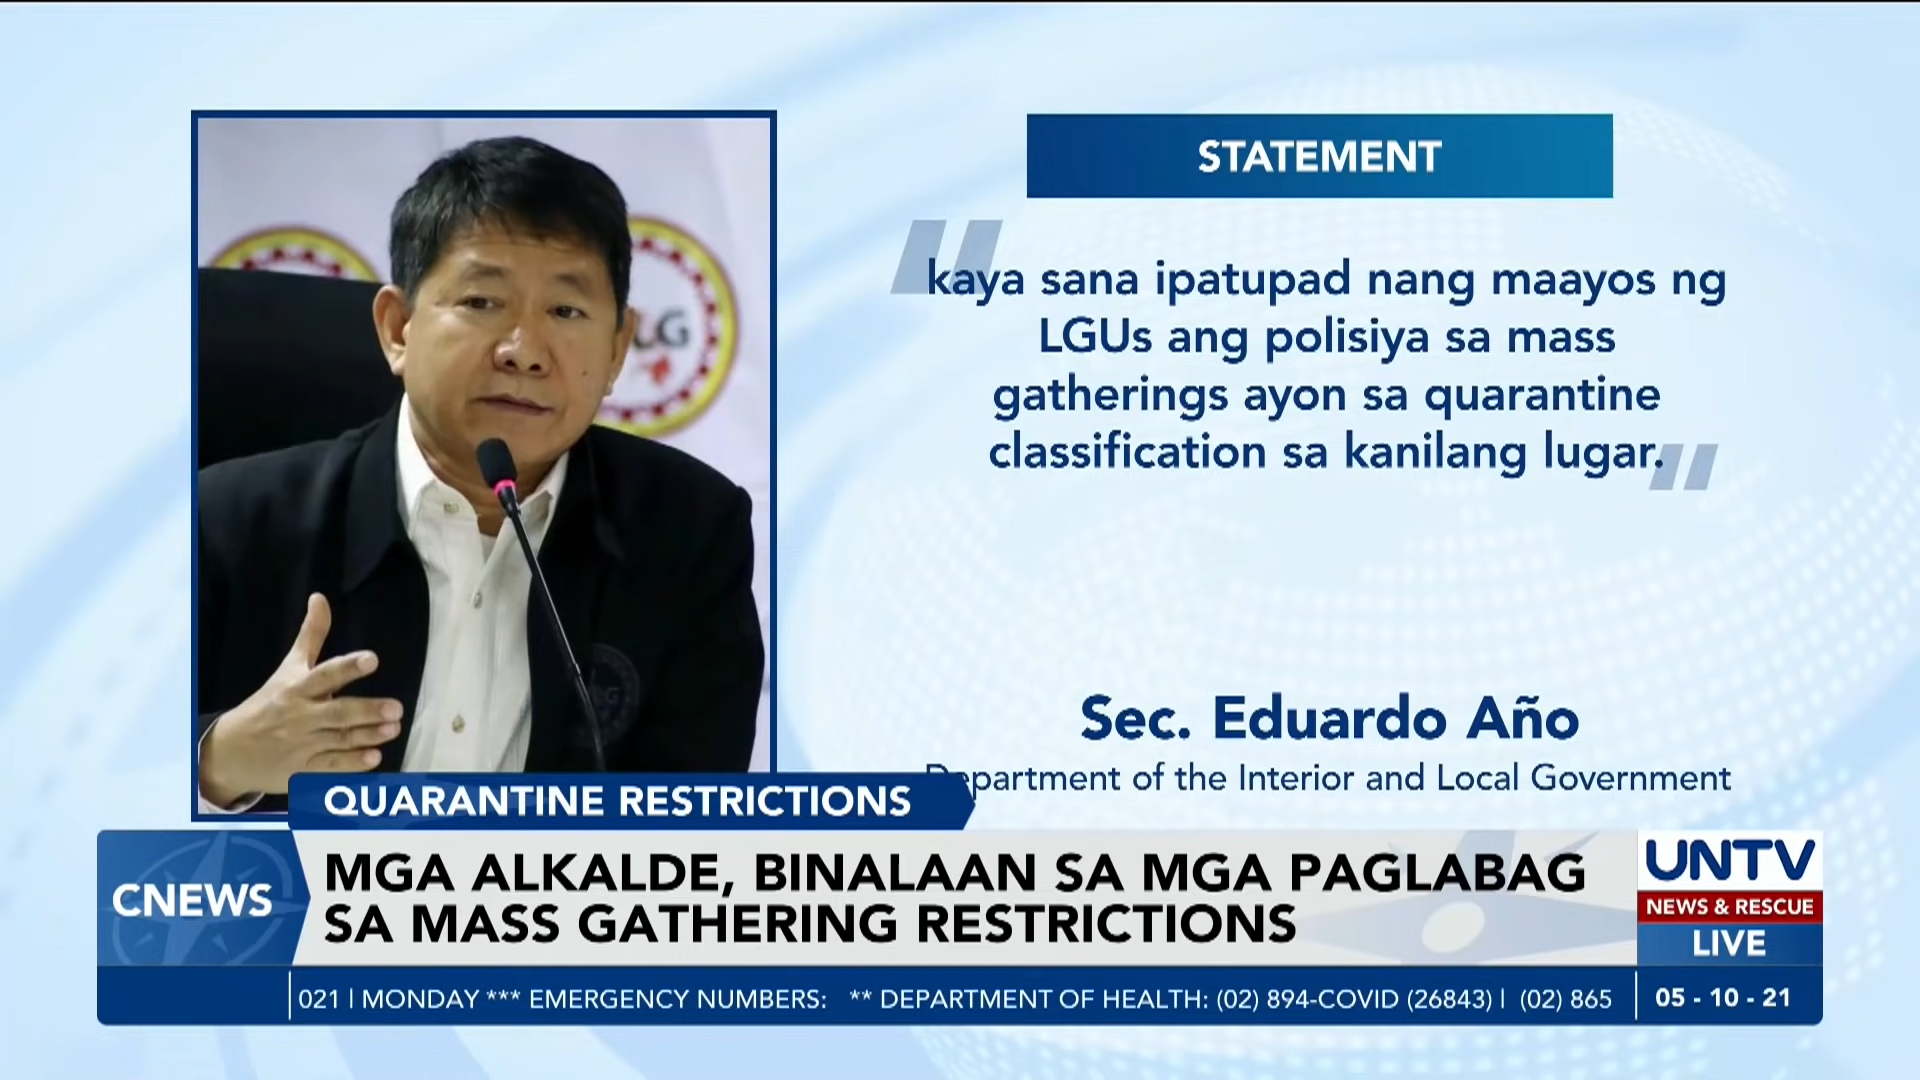 STATEMENT
kaya sana ipatupad nang maayos ng
LGUs ang polisiya sa mass
gatherings ayon sa quarantine
classification sa kanilang lugar.
Sec. Eduardo Año
Department of the Interior and Local Government
QUARANTINE RESTRICTIONS
CNEWS
MGA ALKALDE, BINALAAN SA MGA PAGLABAG
SA MASS GATHERING RESTRICTIONS
UNTV
NEWS & RESCUE
LIVE
021 | MONDAY *** EMERGENCY NUMBERS: ** DEPARTMENT OF HEALTH: (02) 894-COVID (26843) | (02) 865
05 - 10 - 21